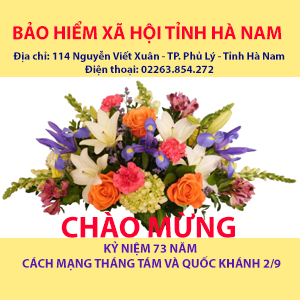 BẢO HIỂM XÃ HỘI TỈNH HÀ NAM
Địa chỉ: 114 Nguyễn Viết Xuân - TP. Phủ Lý - Tỉnh Hà Nam
Điện thoại: 02263.854.272
CHÀO MỪNG
KỶ NIỆM 73 NĂM
CÁCH MẠNG THÁNG TÁM VÀ QUỐC KHÁNH 2/9